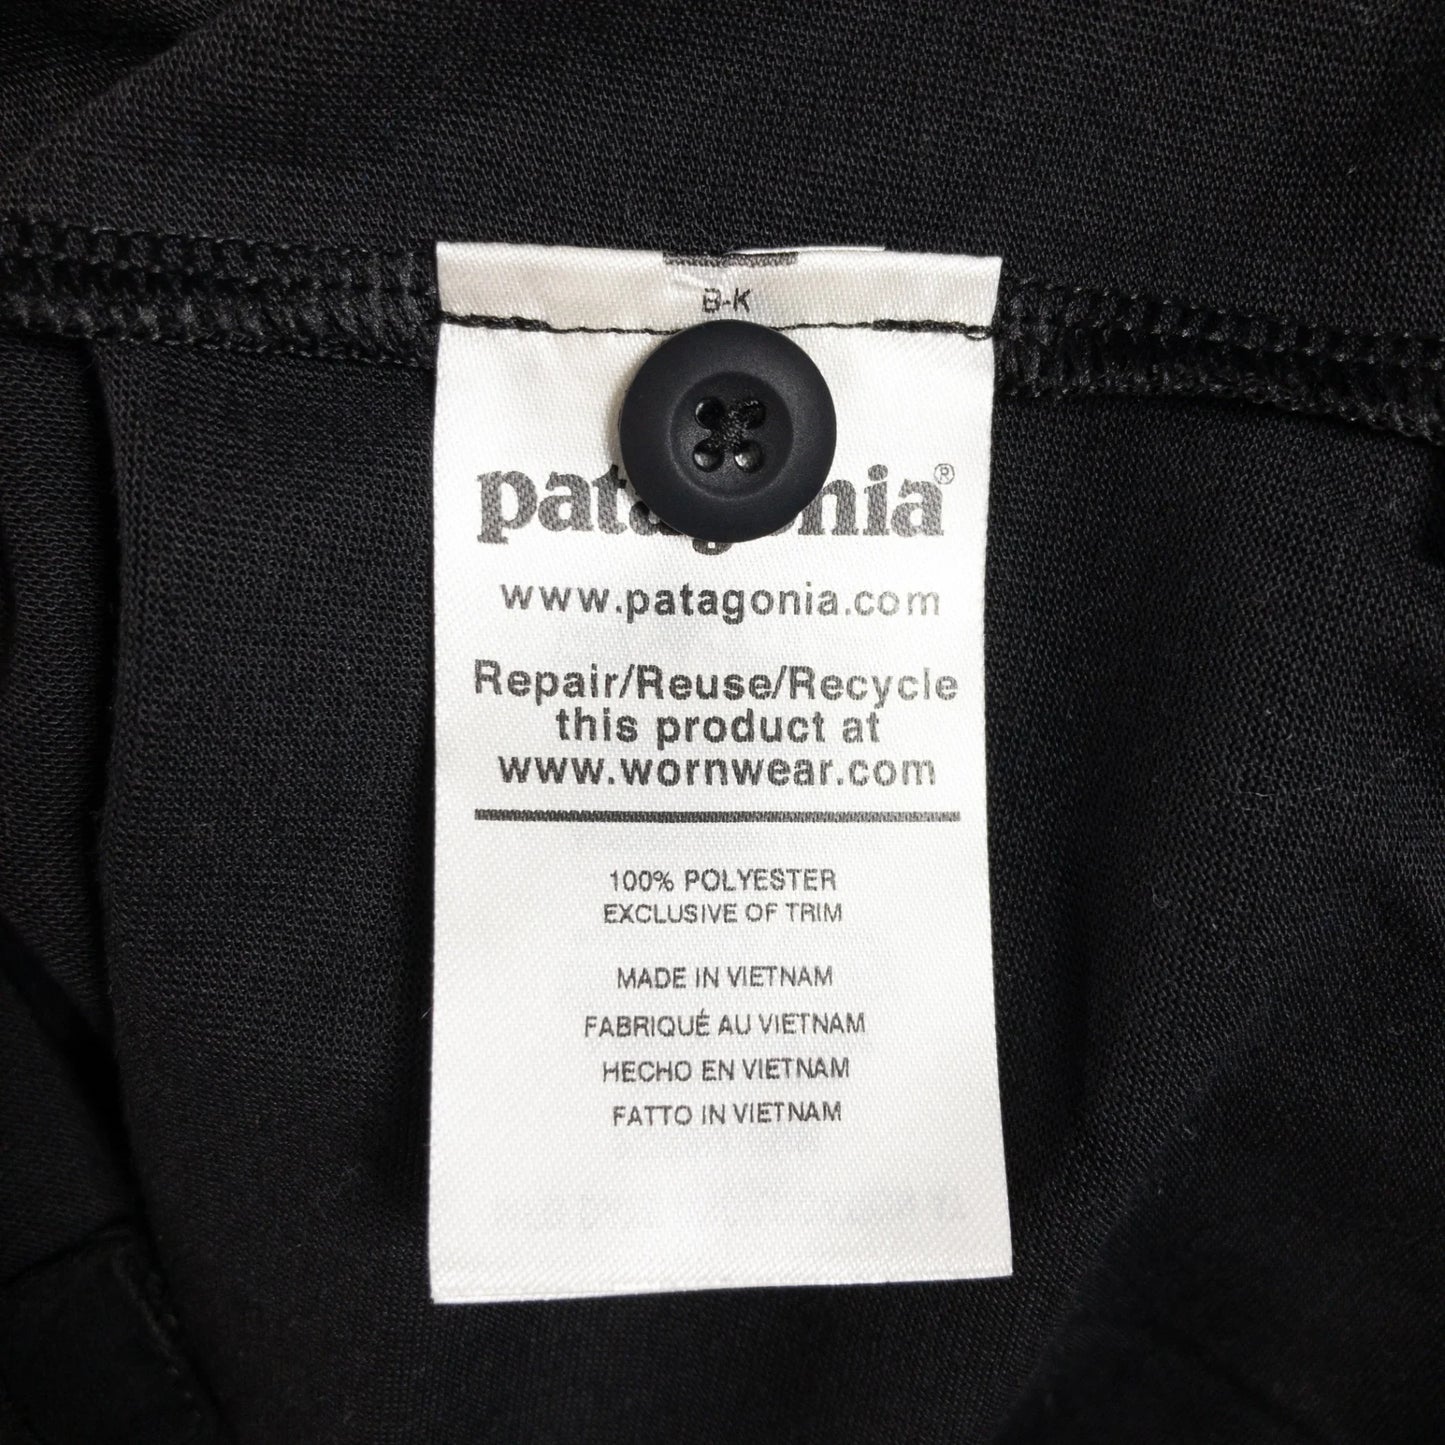 B-K
patagonia®
www.patagonia.com
Repair/Reuse/Recycle
this product at
www.wornwear.com
100% POLYESTER
EXCLUSIVE OF TRIM
MADE IN VIETNAM
FABRIQUÉ AU VIETNAM
HECHO EN VIETNAM
FATTO IN VIETNAM